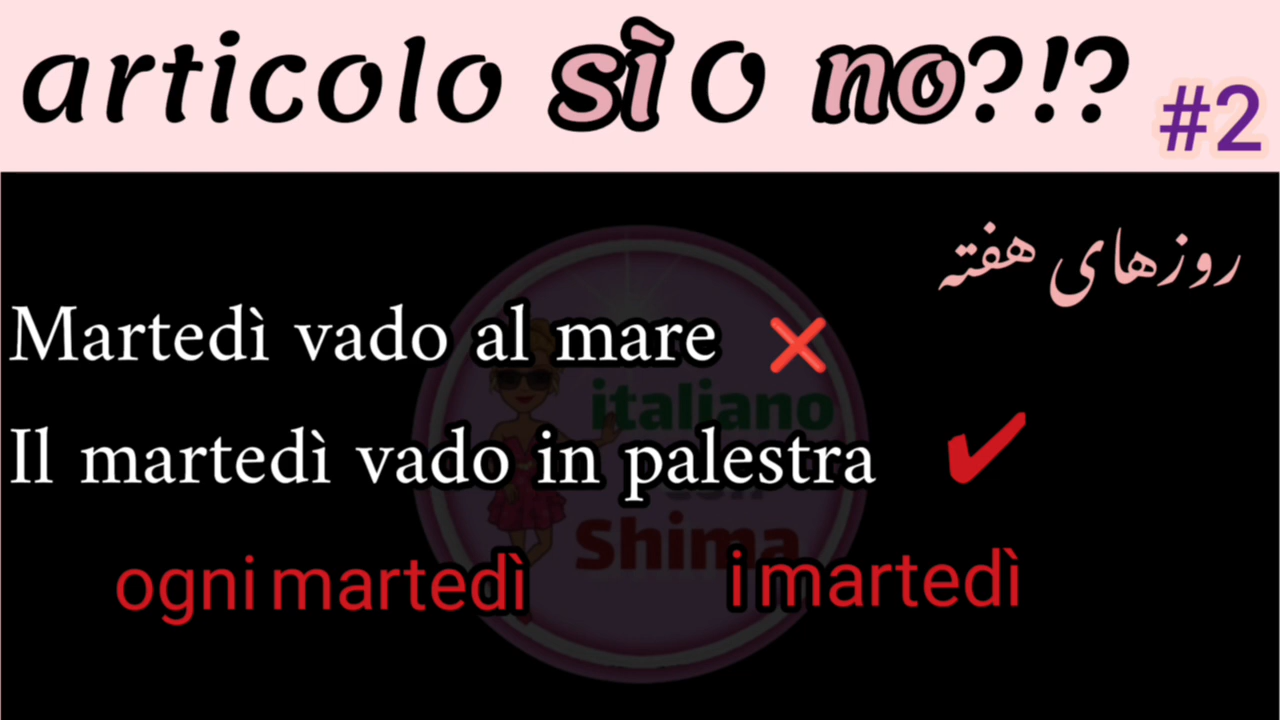 articolo sì o no?!?
#2
روزهای هفته
Martedì vado al mare ❌
Il martedì vado in palestra ✔
ogni martedì i martedì
italiano
con
Shima